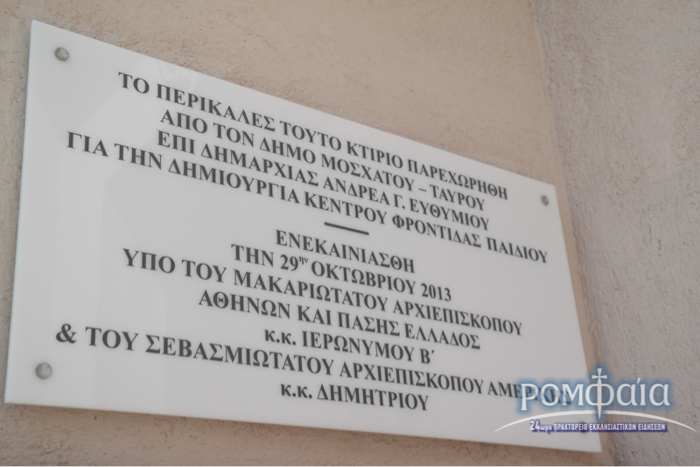 ΤΟ ΠΕΡΙΚΑΛΕΣ ΤΟΥΤΟ ΚΤΙΡΙΟ ΠΑΡΕΧΩΡΗΘΗ
ΑΠΟ ΤΟΝ ΔΗΜΟ ΜΟΣΧΑΤΟΥ – ΤΑΥΡΟΥ
ΕΠΙ ΔΗΜΑΡΧΙΑΣ ΑΝΔΡΕΑ Γ. ΕΥΘΥΜΙΟΥ
ΓΙΑ ΤΗΝ ΔΗΜΙΟΥΡΓΙΑ ΚΕΝΤΡΟΥ ΦΡΟΝΤΙΔΑΣ ΠΑΙΔΙΟΥ
ΕΝΕΚΑΙΝΙΑΣΘΗ
ΤΗΝ 29ην ΟΚΤΩΒΡΙΟΥ 2013
ΥΠΟ ΤΟΥ ΜΑΚΑΡΙΩΤΑΤΟΥ ΑΡΧΙΕΠΙΣΚΟΠΟΥ
ΑΘΗΝΩΝ ΚΑΙ ΠΑΣΗΣ ΕΛΛΑΔΟΣ
κ.κ. ΙΕΡΩΝΥΜΟΥ Β΄
& ΤΟΥ ΣΕΒΑΣΜΙΩΤΑΤΟΥ ΑΡΧΙΕΠΙΣΚΟΠΟΥ
κ.κ. ΔΗΜΗΤΡΙΟΥ
ρομφαία
24ωρο ΠΡΑΚΤΟΡΕΙΟ ΕΚΚΛΗΣΙΑΣΤΙΚΩΝ ΕΙΔΗΣΕΩΝ